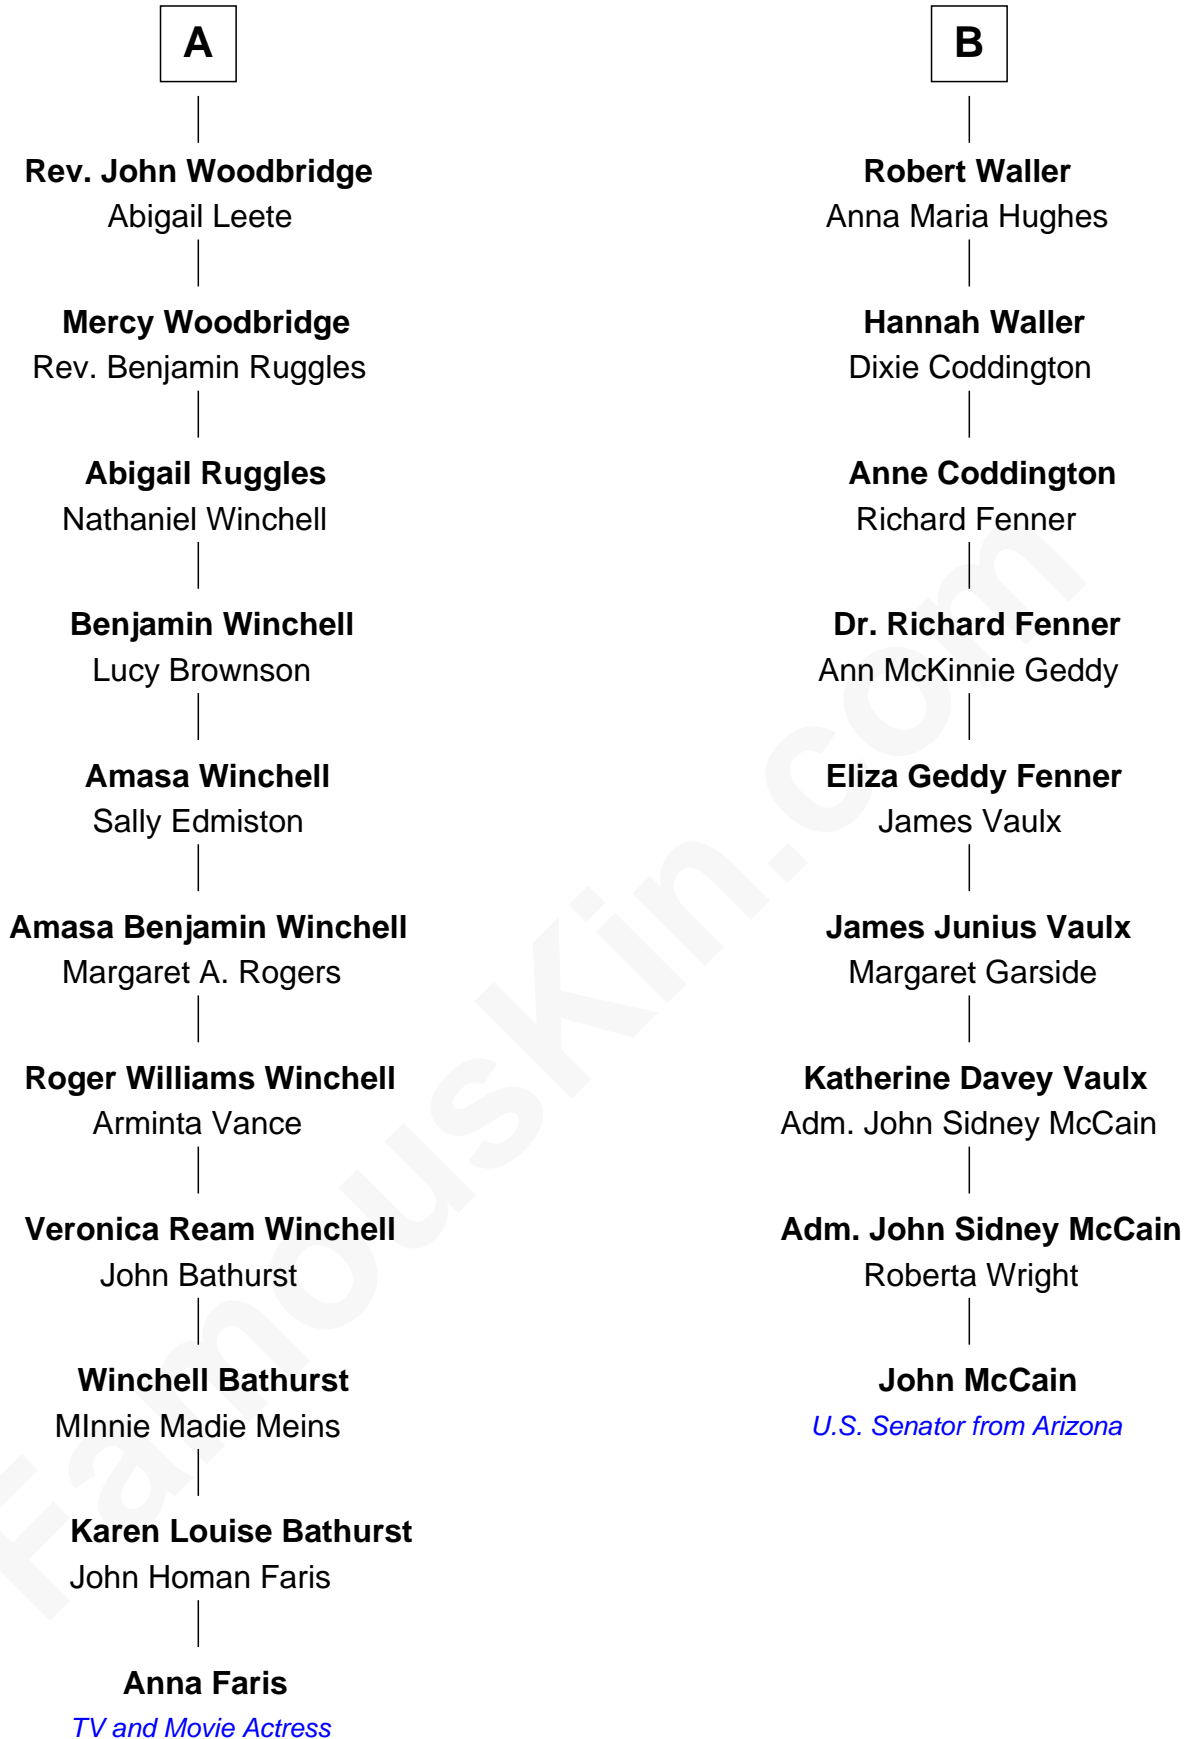 A
Rev. John Woodbridge
Abigail Leete
Mercy Woodbridge
Rev. Benjamin Ruggles
Abigail Ruggles
Nathaniel Winchell
Benjamin Winchell
Lucy Brownson
Amasa Winchell
Sally Edmiston
Amasa Benjamin Winchell
Margaret A. Rogers
Roger Williams Winchell
Arminta Vance
Veronica Ream Winchell
John Bathurst
Winchell Bathurst
MInnie Madie Meins
Karen Louise Bathurst
John Homan Faris
Anna Faris
TV and Movie Actress
B
Robert Waller
Anna Maria Hughes
Hannah Waller
Dixie Coddington
Anne Coddington
Richard Fenner
Dr. Richard Fenner
Ann McKinnie Geddy
Eliza Geddy Fenner
James Vaulx
James Junius Vaulx
Margaret Garside
Katherine Davey Vaulx
Adm. John Sidney McCain
Adm. John Sidney McCain
Roberta Wright
John McCain
U.S. Senator from Arizona
FamousKin.com